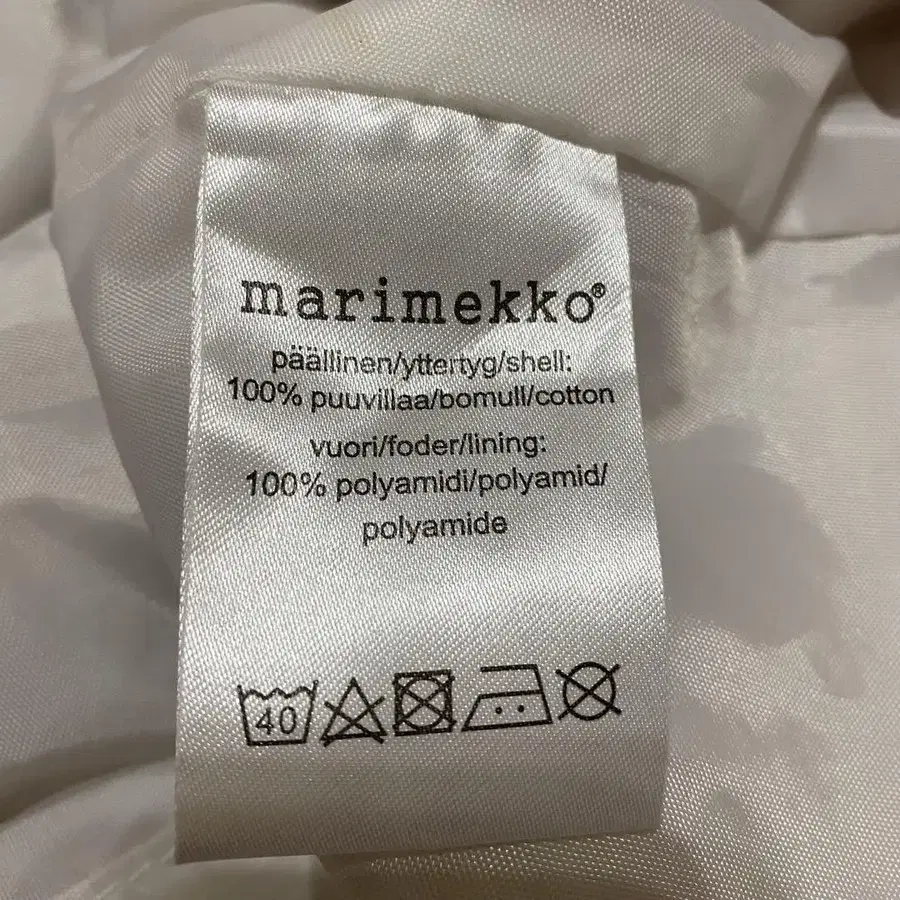 marimekko®
päällinen/yttertyg/shell:
100% puuvillaa/bomull/cotton
vuori/foder/lining:
100% polyamidi/polyamid/
polyamide
40